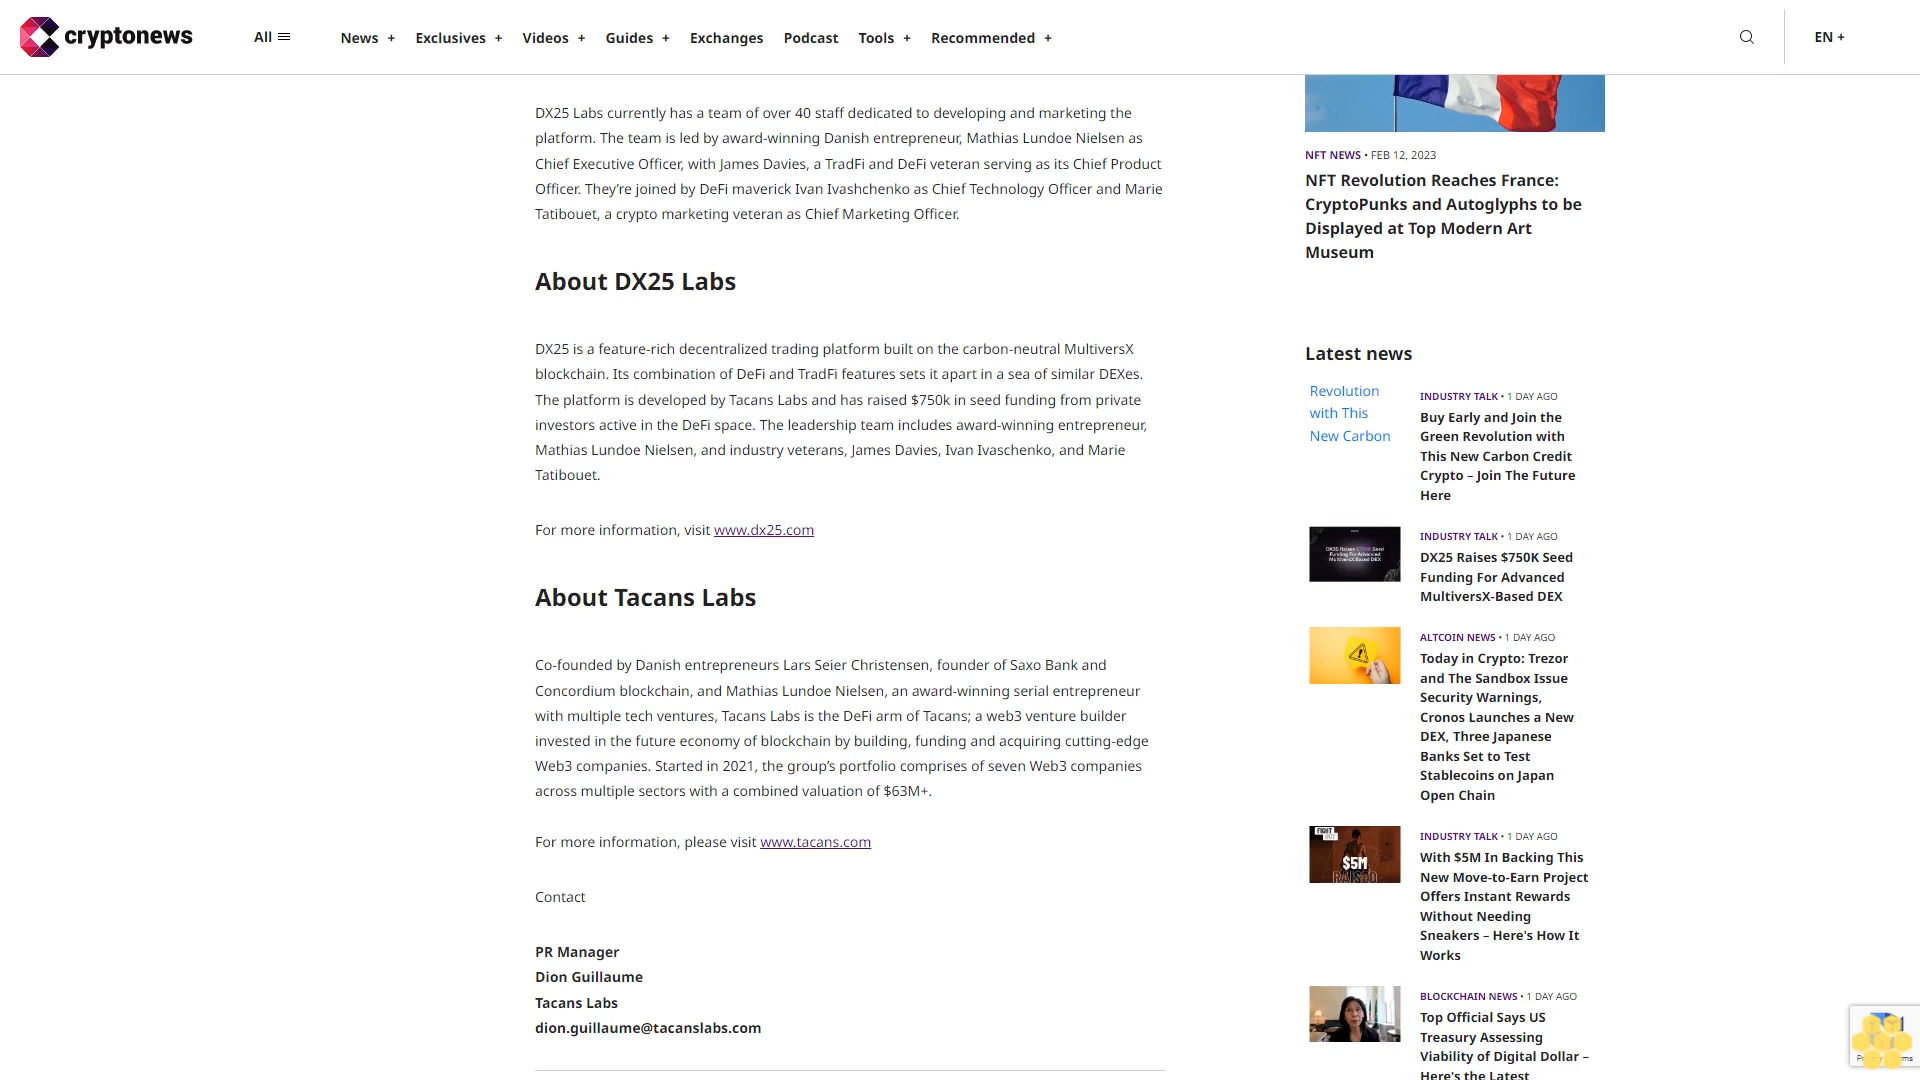 cryptonews
All
News +
Exclusives +
Videos +
Guides +
Exchanges
Podcast
Tools +
Recommended +
EN +
DX25 Labs currently has a team of over 40 staff dedicated to developing and marketing the
platform. The team is led by award-winning Danish entrepreneur, Mathias Lundoe Nielsen as
Chief Executive Officer, with James Davies, a TradFi and DeFi veteran serving as its Chief Product
Officer. They’re joined by DeFi maverick Ivan Ivashchenko as Chief Technology Officer and Marie
Tatibouet, a crypto marketing veteran as Chief Marketing Officer.
About DX25 Labs
DX25 is a feature-rich decentralized trading platform built on the carbon-neutral MultiversX
blockchain. Its combination of DeFi and TradFi features sets it apart in a sea of similar DEXes.
The platform is developed by Tacans Labs and has raised $750k in seed funding from private
investors active in the DeFi space. The leadership team includes award-winning entrepreneur,
Mathias Lundoe Nielsen, and industry veterans, James Davies, Ivan Ivaschenko, and Marie
Tatibouet.
For more information, visit www.dx25.com
About Tacans Labs
Co-founded by Danish entrepreneurs Lars Seier Christensen, founder of Saxo Bank and
Concordium blockchain, and Mathias Lundoe Nielsen, an award-winning serial entrepreneur
with multiple tech ventures, Tacans Labs is the DeFi arm of Tacans; a web3 venture builder
invested in the future economy of blockchain by building, funding and acquiring cutting-edge
Web3 companies. Started in 2021, the group’s portfolio comprises of seven Web3 companies
across multiple sectors with a combined valuation of $63M+.
For more information, please visit www.tacans.com
Contact
PR Manager
Dion Guillaume
Tacans Labs
dion.guillaume@tacanslabs.com
NFT NEWS • FEB 12, 2023
NFT Revolution Reaches France:
CryptoPunks and Autoglyphs to be
Displayed at Top Modern Art
Museum
Latest news
Revolution
with This
New Carbon
INDUSTRY TALK • 1 DAY AGO
Buy Early and Join the
Green Revolution with
This New Carbon Credit
Crypto – Join The Future
Here
DX25 Raises $750K Seed
Funding For Advanced
MultiversX-Based DEX
INDUSTRY TALK • 1 DAY AGO
DX25 Raises $750K Seed
Funding For Advanced
MultiversX-Based DEX
ALTCOIN NEWS • 1 DAY AGO
Today in Crypto: Trezor
and The Sandbox Issue
Security Warnings,
Cronos Launches a New
DEX, Three Japanese
Banks Set to Test
Stablecoins on Japan
Open Chain
FIGHT
OUT
$5M
RAISED
INDUSTRY TALK • 1 DAY AGO
With $5M In Backing This
New Move-to-Earn Project
Offers Instant Rewards
Without Needing
Sneakers – Here's How It
Works
BLOCKCHAIN NEWS • 1 DAY AGO
Top Official Says US
Treasury Assessing
Viability of Digital Dollar –
Here's the Latest